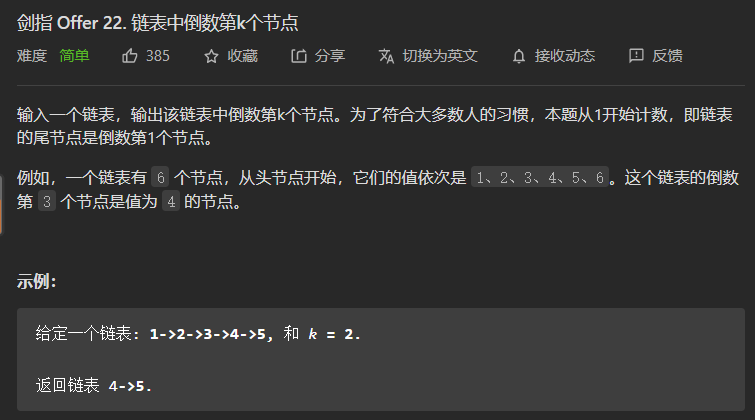 剑指 Offer 22. 链表中倒数第k个节点
难度 简单 385 收藏 分享 切换为英文 接收动态 反馈
输入一个链表，输出该链表中倒数第k个节点。为了符合大多数人的习惯，本题从1开始计数，即链表
的尾节点是倒数第1个节点。
例如，一个链表有 6 个节点，从头节点开始，它们的值依次是 1、2、3、4、5、6。这个链表的倒数
第 3 个节点是值为 4 的节点。
示例：
给定一个链表: 1->2->3->4->5, 和 k = 2.
返回链表 4->5.